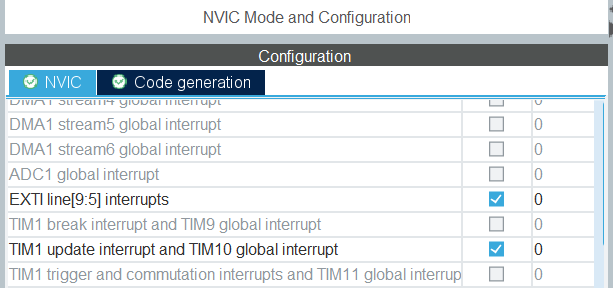 NVIC Mode and Configuration
Configuration
NVIC Code generation
DMA1 stream4 global interrupt 0
DMA1 stream5 global interrupt 0
DMA1 stream6 global interrupt 0
ADC1 global interrupt 0
EXTI line[9:5] interrupts 0
TIM1 break interrupt and TIM9 global interrupt 0
TIM1 update interrupt and TIM10 global interrupt 0
TIM1 trigger and commutation interrupts and TIM11 global interrup 0